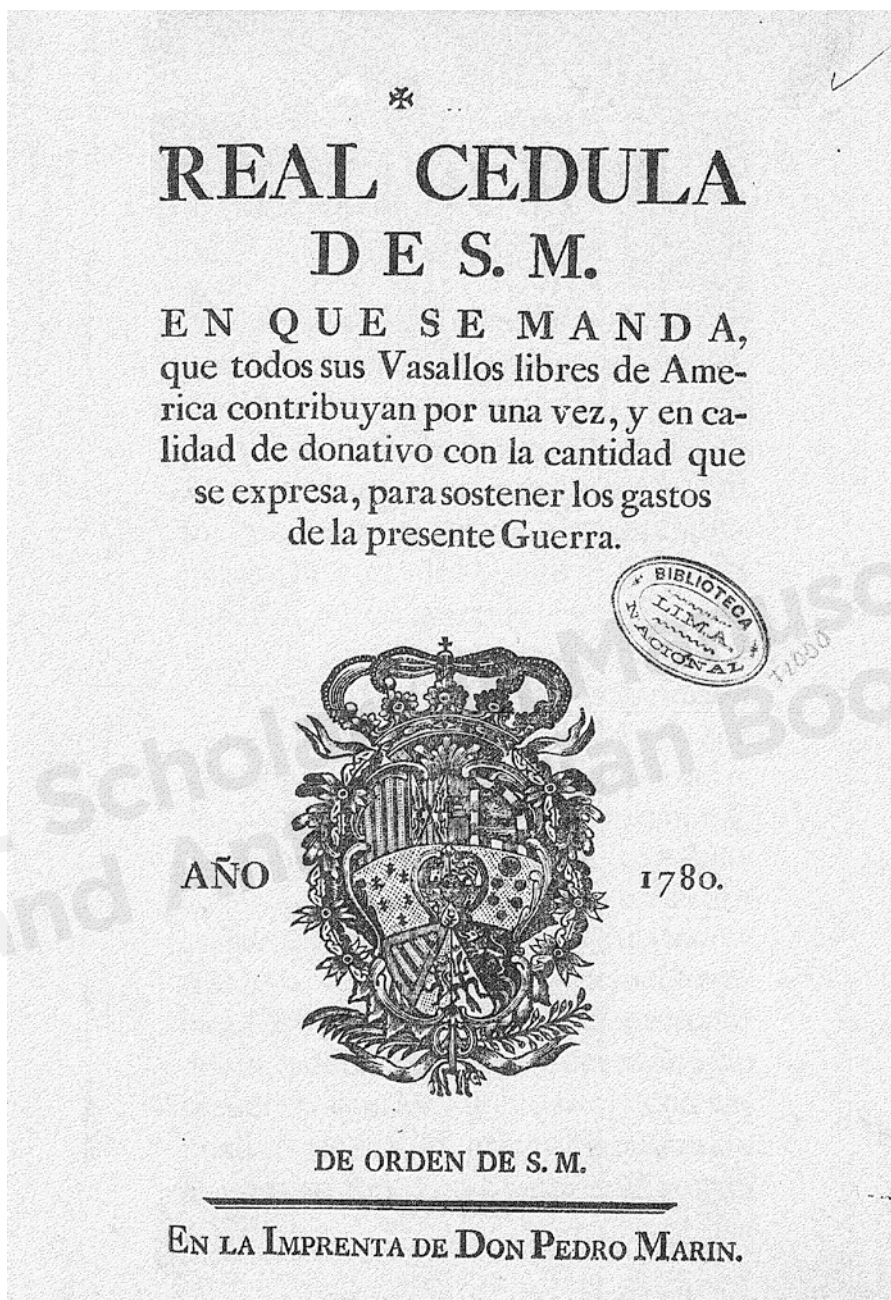 ✠
REAL CEDULA
DE S. M.
EN QUE SE MANDA,
que todos sus Vasallos libres de Ame-
rica contribuyan por una vez, y en ca-
lidad de donativo con la cantidad que
se expresa, para sostener los gastos
de la presente Guerra.
BIBLIOTECA
LIMA,
NACIONAL
AÑO 1780.
DE ORDEN DE S. M.
EN LA IMPRENTA DE DON PEDRO MARIN.